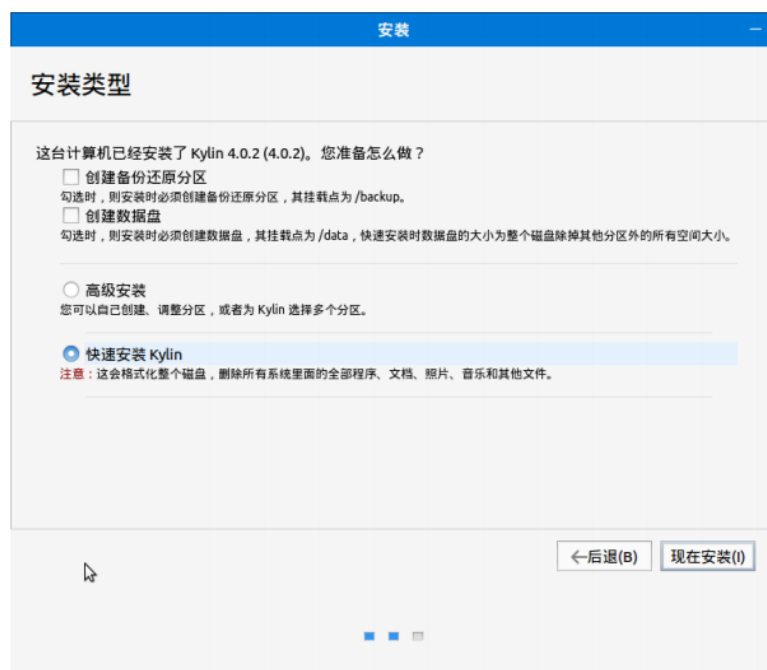 安装
安装类型
这台计算机已经安装了 Kylin 4.0.2 (4.0.2)。您准备怎么做？
创建备份还原分区
勾选时，则安装时必须创建备份还原分区，其挂载点为 /backup。
创建数据盘
勾选时，则安装时必须创建数据盘，其挂载点为 /data，快速安装时数据盘的大小为整个磁盘除掉其他分区外的所有空间大小。
高级安装
您可以自己创建、调整分区，或者为 Kylin 选择多个分区。
快速安装 Kylin
注意：这会格式化整个磁盘，删除所有系统里面的全部程序、文档、照片、音乐和其他文件。
←后退(B) 现在安装(I)